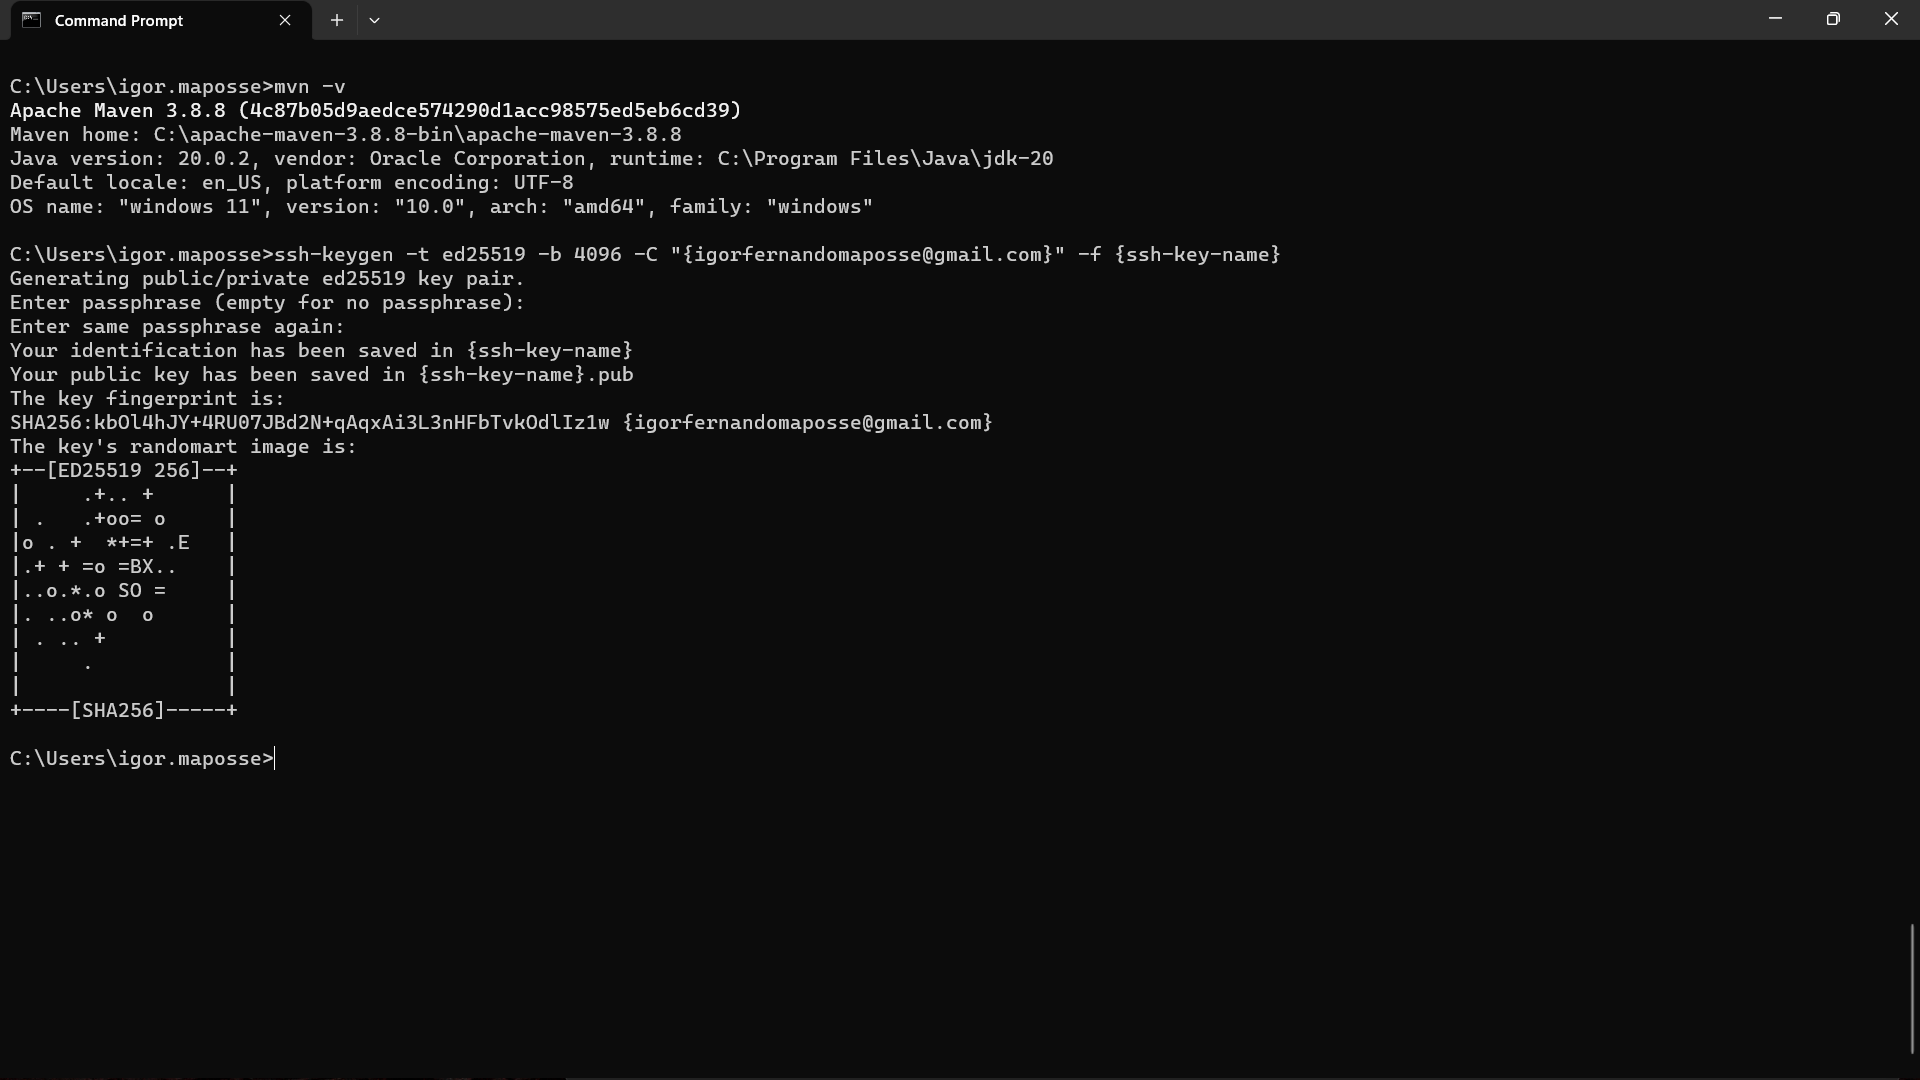 Command Prompt
C:\Users\igor.maposse>mvn -v
Apache Maven 3.8.8 (4c87b05d9aedce574290d1acc98575ed5eb6cd39)
Maven home: C:\apache-maven-3.8.8-bin\apache-maven-3.8.8
Java version: 20.0.2, vendor: Oracle Corporation, runtime: C:\Program Files\Java\jdk-20
Default locale: en_US, platform encoding: UTF-8
OS name: "windows 11", version: "10.0", arch: "amd64", family: "windows"
C:\Users\igor.maposse>ssh-keygen -t ed25519 -b 4096 -C "{igorfernandomaposse@gmail.com}" -f {ssh-key-name}
Generating public/private ed25519 key pair.
Enter passphrase (empty for no passphrase):
Enter same passphrase again:
Your identification has been saved in {ssh-key-name}
Your public key has been saved in {ssh-key-name}.pub
The key fingerprint is:
SHA256:kbOl4hJY+4RU07JBd2N+qAqxAi3L3nHFbTvkOdlIz1w {igorfernandomaposse@gmail.com}
The key's randomart image is:
+--[ED25519 256]--+
|     .+.. +      |
| .   .+oo= o     |
|o . +  *+=+ .E   |
|.+ + =o =BX..    |
|..o.*.o SO =     |
|. ..o* o  o      |
| . .. +          |
|     .           |
|                 |
+----[SHA256]-----+
C:\Users\igor.maposse>